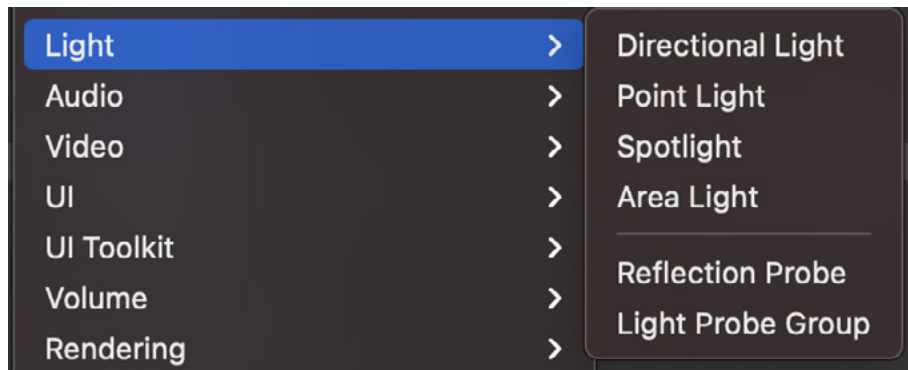 Light
Audio
Video
UI
UI Toolkit
Volume
Rendering
Directional Light
Point Light
Spotlight
Area Light
Reflection Probe
Light Probe Group